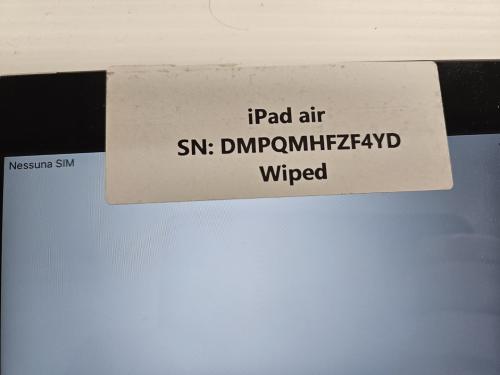 iPad air
SN: DMPQMHFZF4YD
Wiped
Nessuna SIM